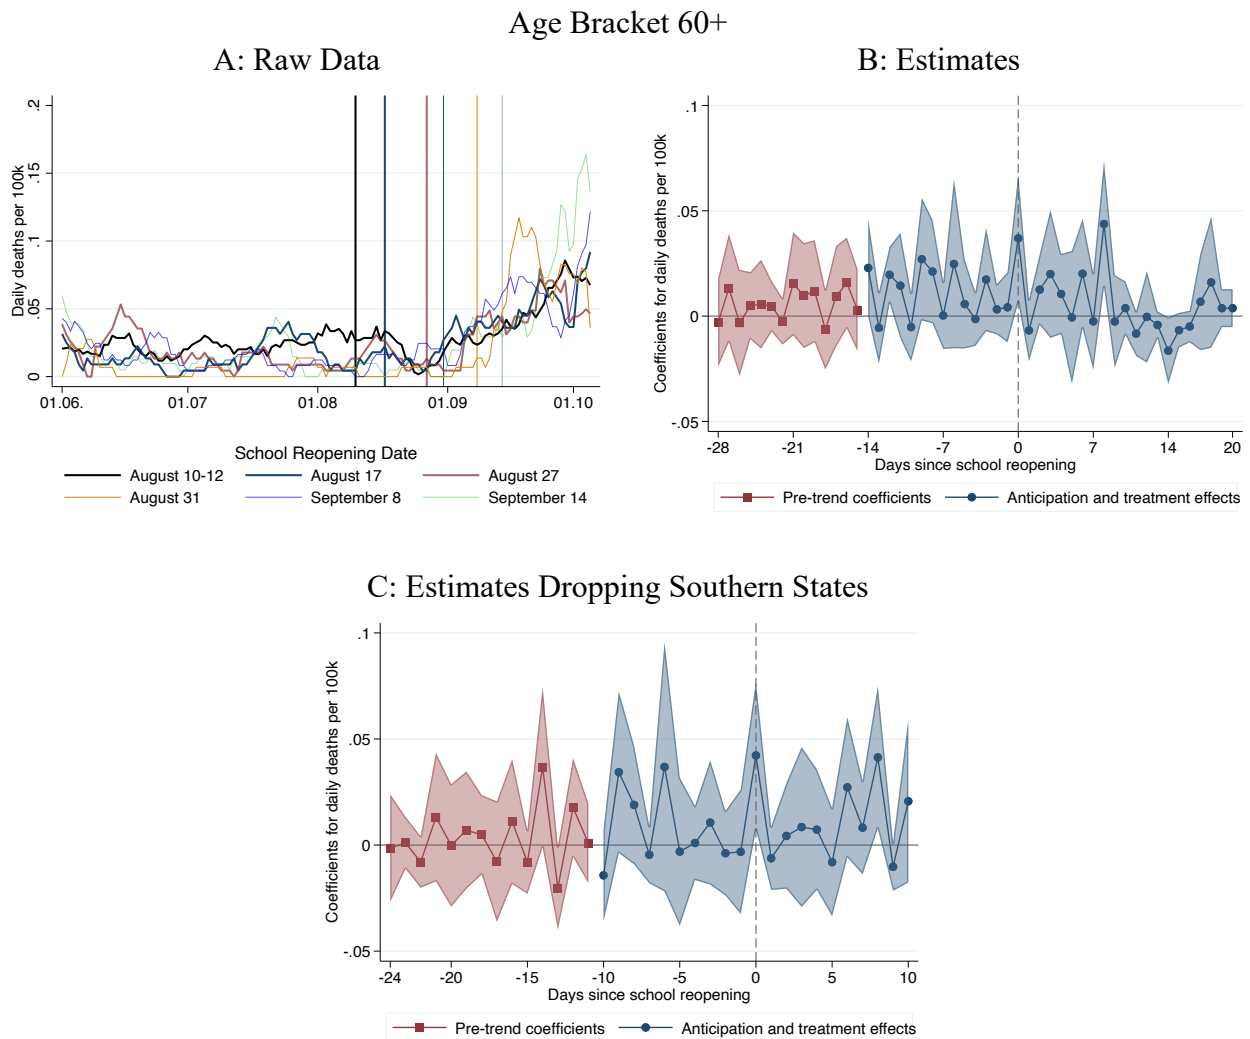 Age Bracket 60+
A: Raw Data
B: Estimates
Daily deaths per 100k
.2
.15
.1
.05
0
01.06.
01.07
01.08
01.09
01.10
School Reopening Date
August 10-12
August 17
August 27
August 31
September 8
September 14
Coefficients for daily deaths per 100k
.1
.05
0
-.05
-28
-21
-14
-7
0
7
14
20
Days since school reopening
Pre-trend coefficients
Anticipation and treatment effects
C: Estimates Dropping Southern States
Coefficients for daily deaths per 100k
.1
.05
0
-.05
-24
-20
-15
-10
-5
0
5
10
Days since school reopening
Pre-trend coefficients
Anticipation and treatment effects